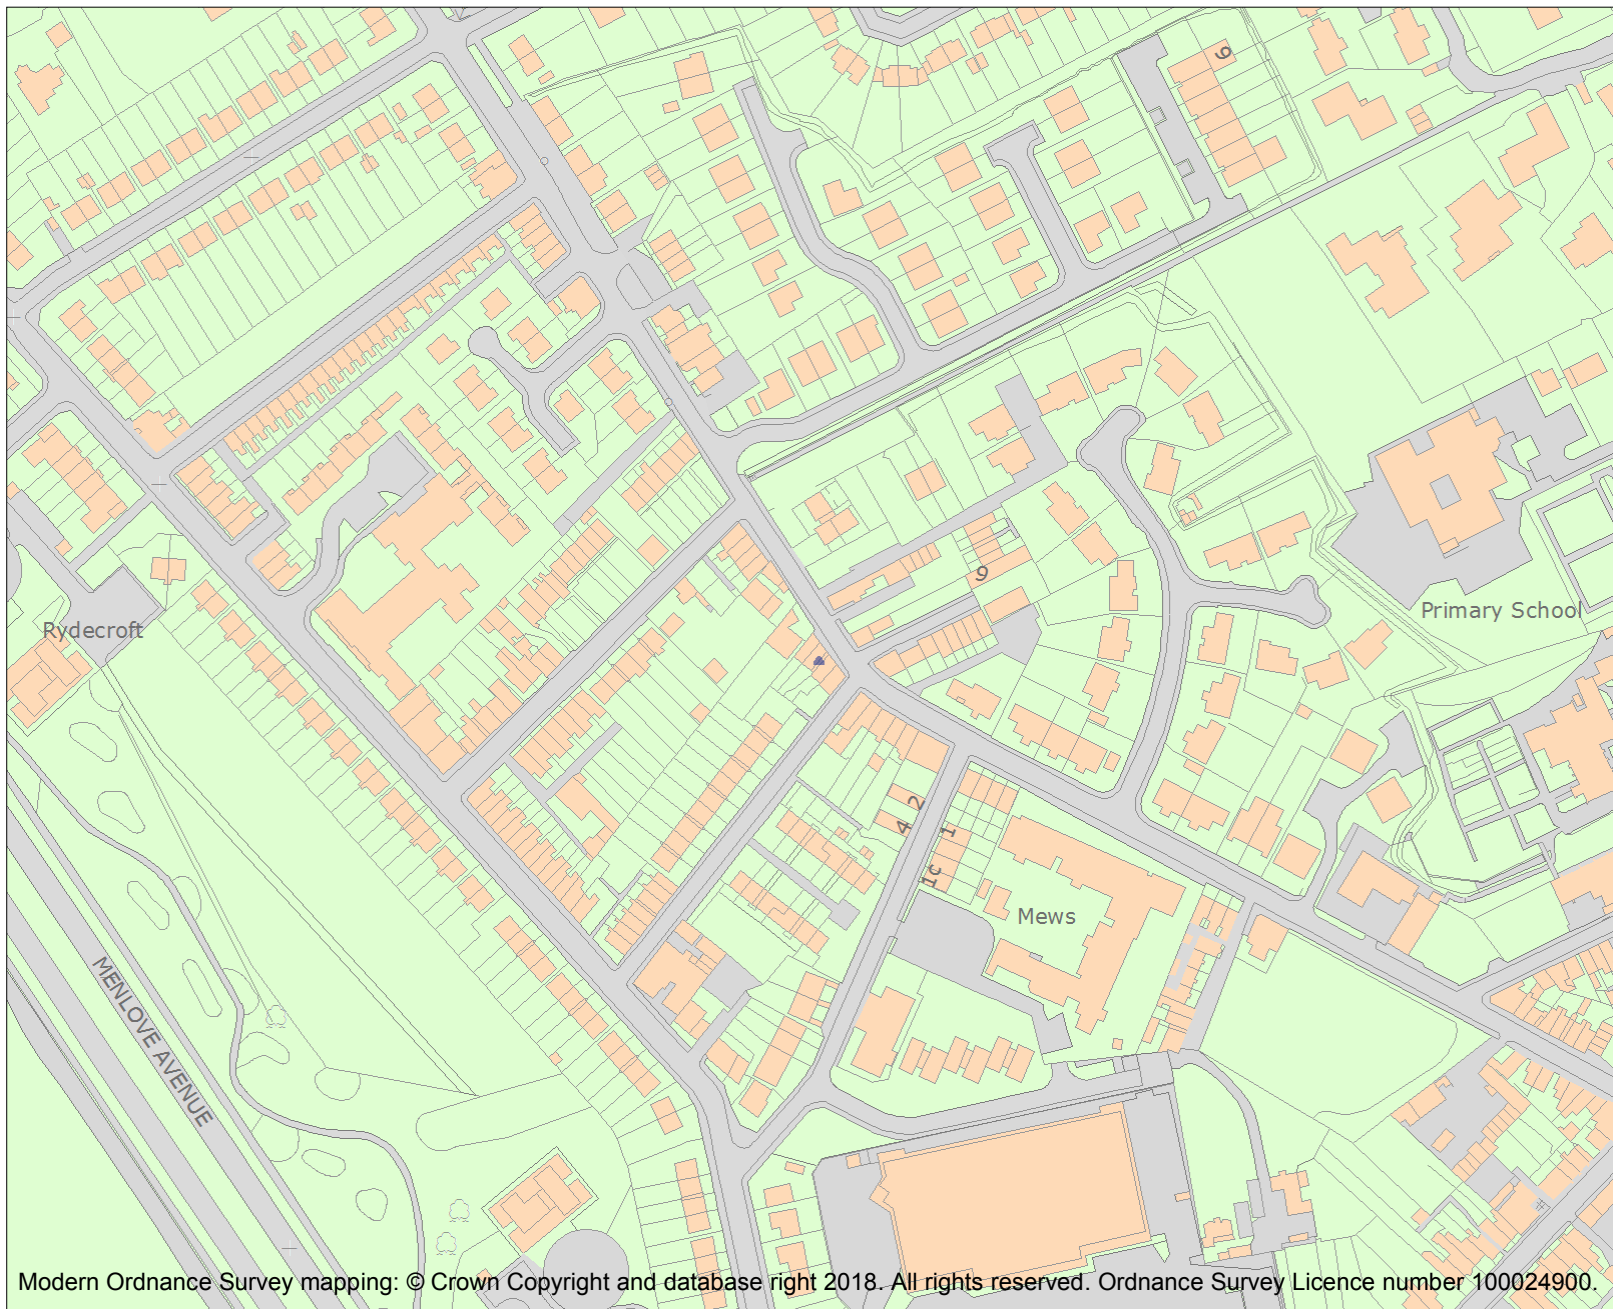 9
9
Rydecroft
Primary School
2
4
1
1c
Mews
MENLOVE AVENUE
Modern Ordnance Survey mapping: © Crown Copyright and database right 2018. All rights reserved. Ordnance Survey Licence number 100024900.